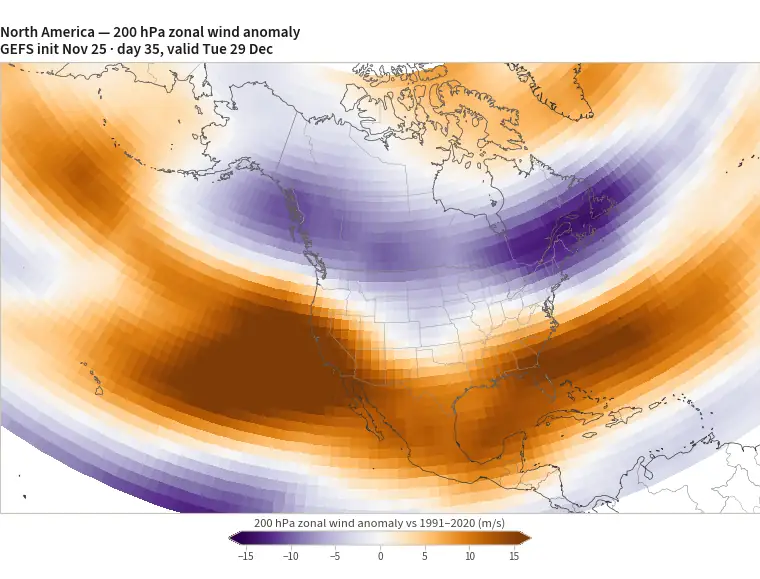 North America — 200 hPa zonal wind anomaly
GEFS init Nov 25 · day 35, valid Tue 29 Dec
200 hPa zonal wind anomaly vs 1991–2020 (m/s)
−15 −10 −5 0 5 10 15